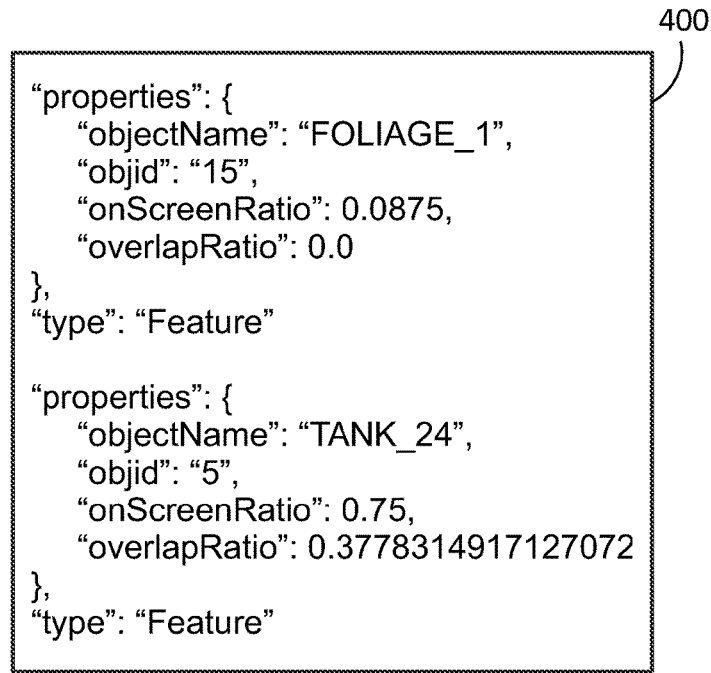 400
“properties”: {
“objectName”: “FOLIAGE_1”,
“objid”: “15”,
“onScreenRatio”: 0.0875,
“overlapRatio”: 0.0
},
“type”: “Feature”
“properties”: {
“objectName”: “TANK_24”,
“objid”: “5”,
“onScreenRatio”: 0.75,
“overlapRatio”: 0.3778314917127072
},
“type”: “Feature”